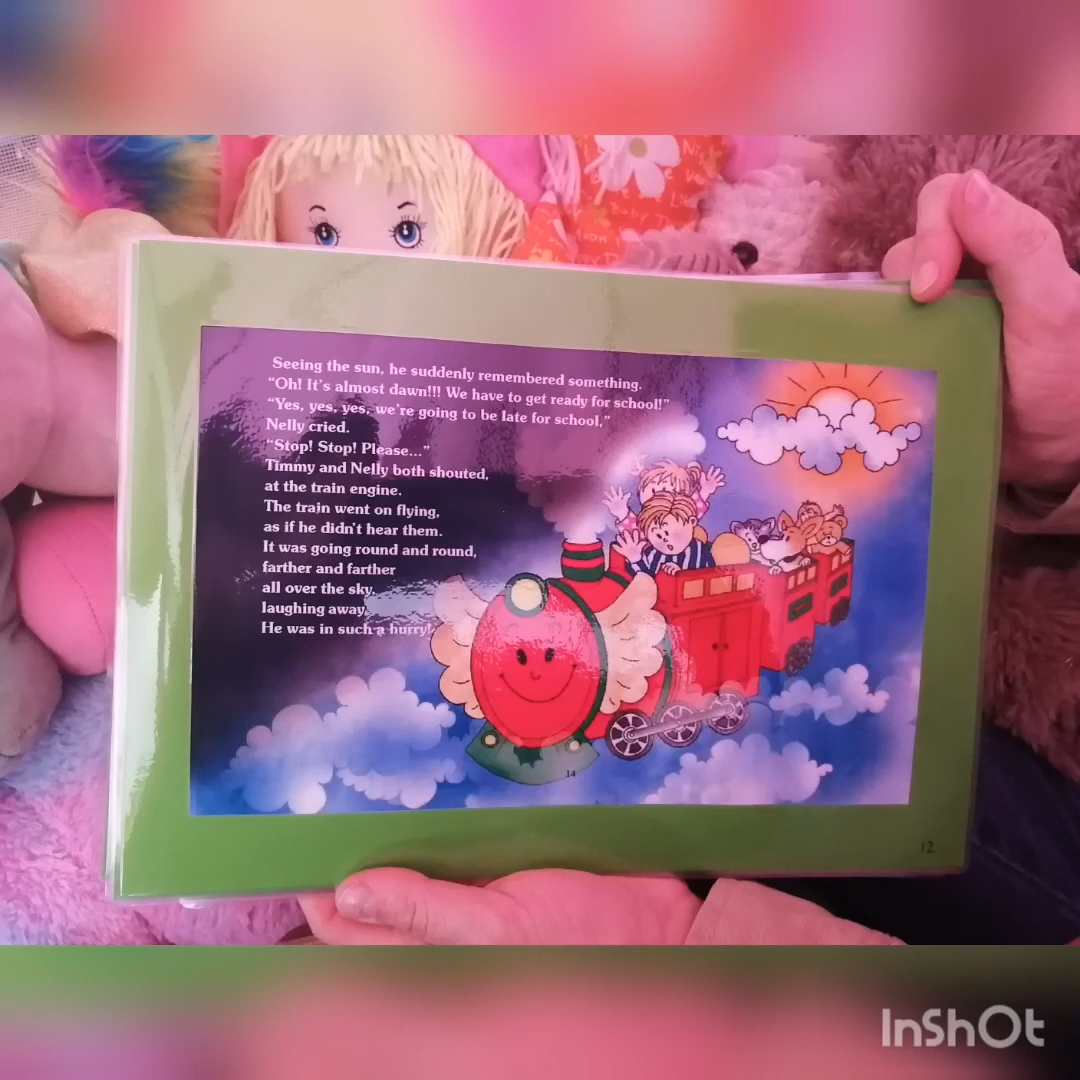 Seeing the sun, he suddenly remembered something.
“Oh! It's almost dawn!!! We have to get ready for school!”
“Yes, yes, yes, we're going to be late for school,”
Nelly cried.
“Stop! Stop! Please...”
Timmy and Nelly both shouted,
at the train engine.
The train went on flying,
as if he didn't hear them.
It was going round and round,
farther and farther
all over the sky,
laughing away.
He was in such a hurry!
14
12
InShOt